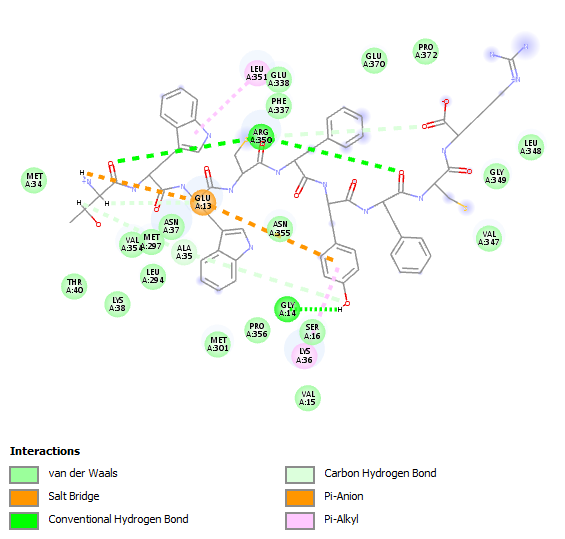 PRO
A:372
GLU
A:370
LEU
A:351
GLU
A:338
PHE
A:337
ARG
A:350
LEU
A:348
GLY
A:349
MET
A:34
H
N
O
N
O
N
O
N
O
N
O
N
O
O
O
H
N
N
N
H
H
O
GLU
A:13
ASN
A:37
ASN
A:355
VAL
A:347
VAL
A:354
MET
A:297
ALA
A:35
LEU
A:294
THR
A:40
LYS
A:38
GLY
A:14
H
O
SER
A:16
PRO
A:356
MET
A:301
LYS
A:36
VAL
A:15
Interactions
van der Waals
Salt Bridge
Conventional Hydrogen Bond
Carbon Hydrogen Bond
Pi-Anion
Pi-Alkyl